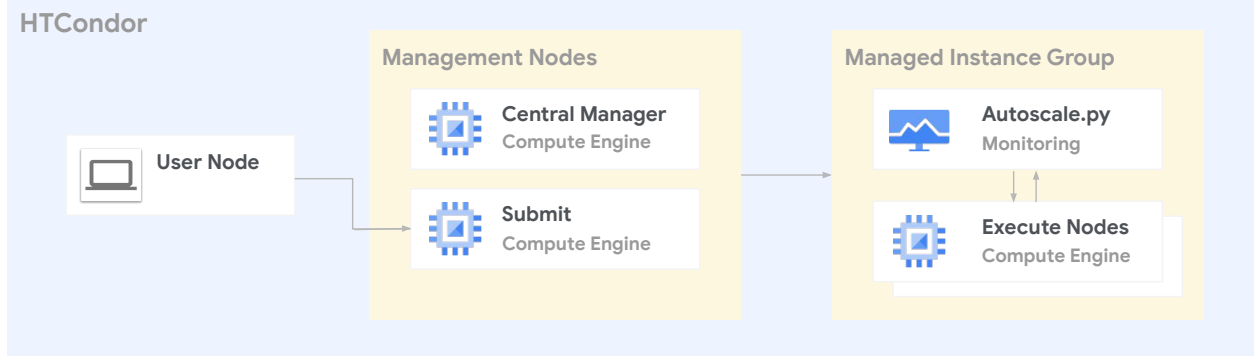 HTCondor
Management Nodes
Central Manager
Compute Engine
User Node
Submit
Compute Engine
Managed Instance Group
Autoscale.py
Monitoring
Execute Nodes
Compute Engine